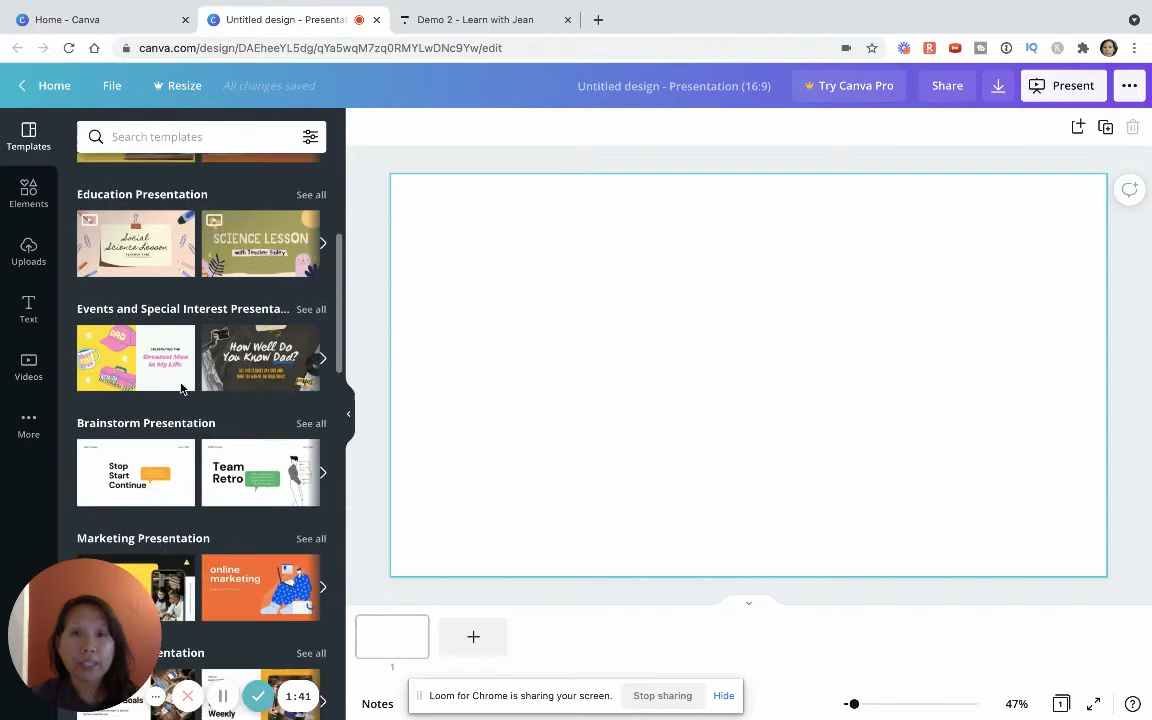 Home - Canva
Untitled design - Presentat
Demo 2 - Learn with Jean
canva.com/design/DAEheeYL5dg/qYa5wqM7zq0RMYLwDNc9Yw/edit
Home
File
Resize
All changes saved
Untitled design - Presentation (16:9)
Try Canva Pro
Share
Present
Templates
Elements
Uploads
Text
Videos
More
Search templates
Education Presentation
See all
Social
Science Lesson
SCIENCE LESSON
with Teacher Bailey
Events and Special Interest Presenta...
See all
CELEBRATING THE
Greatest Man
in My Life.
How Well Do
You Know Dad?
Brainstorm Presentation
See all
Stop
Start
Continue
Team
Retro
Marketing Presentation
See all
online
marketing
entation
See all
Goals
Weekly
1:41
1
Notes
Loom for Chrome is sharing your screen.
Stop sharing
Hide
47%
1